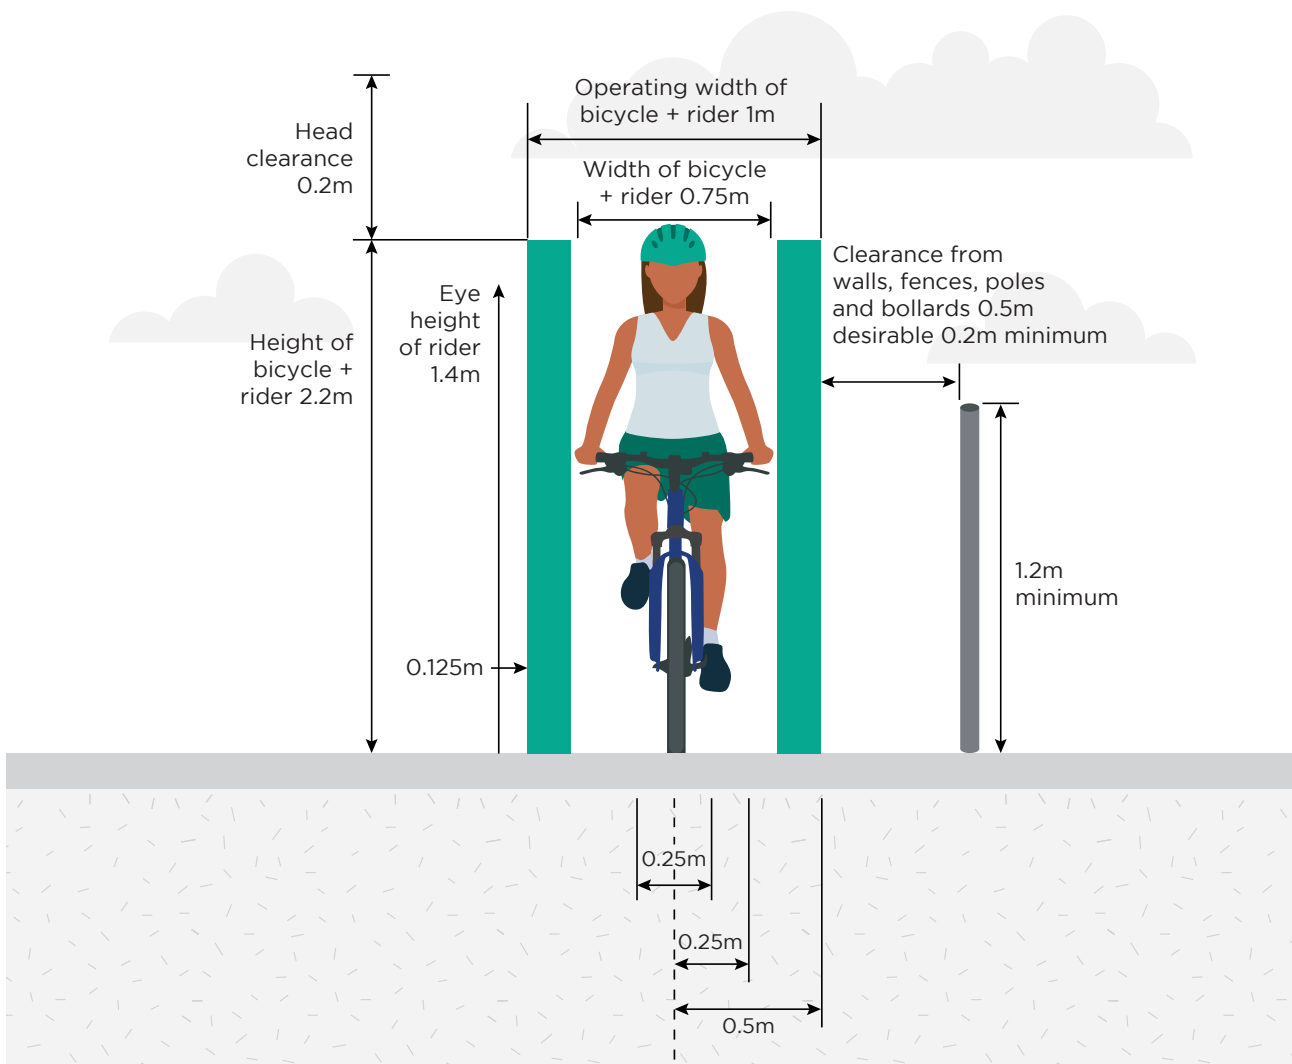 Operating width of
bicycle + rider 1m
Head
clearance
0.2m
Width of bicycle
+ rider 0.75m
Clearance from
walls, fences, poles
and bollards 0.5m
desirable 0.2m minimum
Eye
height
of rider
1.4m
Height of
bicycle +
rider 2.2m
1.2m
minimum
0.125m
0.25m
0.25m
0.5m